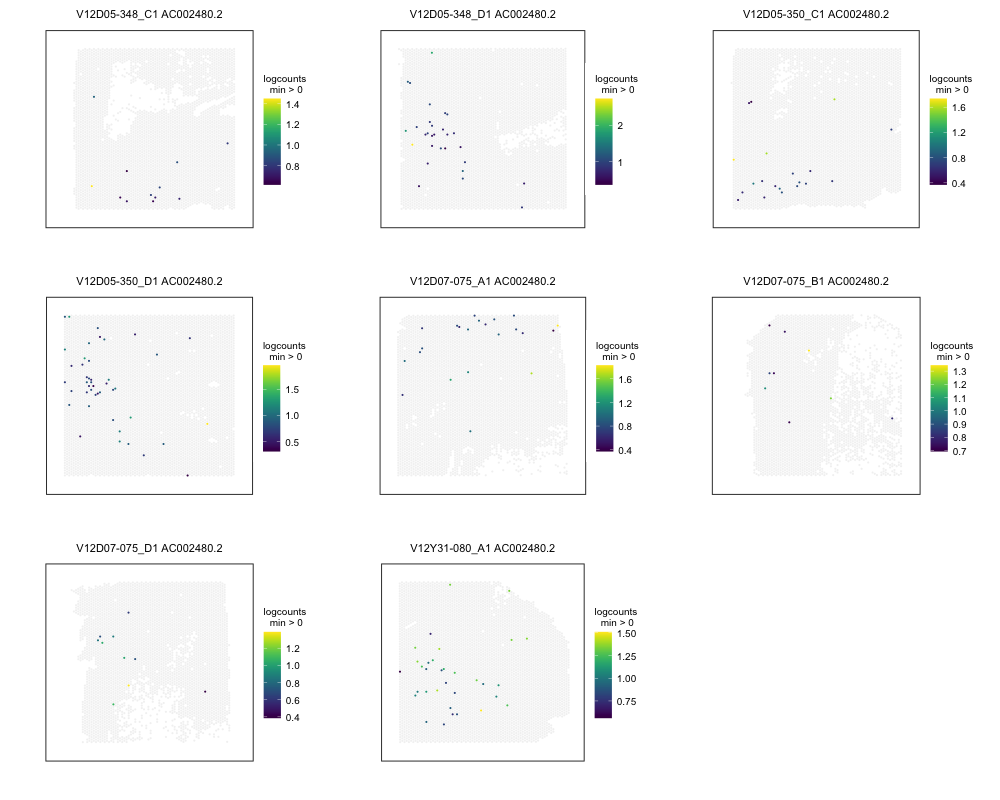 V12D05-348_C1 AC002480.2
logcounts
min > 0
1.4
1.2
1.0
0.8
V12D05-348_D1 AC002480.2
logcounts
min > 0
2
1
V12D05-350_C1 AC002480.2
logcounts
min > 0
1.6
1.2
0.8
0.4
V12D05-350_D1 AC002480.2
logcounts
min > 0
1.5
1.0
0.5
V12D07-075_A1 AC002480.2
logcounts
min > 0
1.6
1.2
0.8
0.4
V12D07-075_B1 AC002480.2
logcounts
min > 0
1.3
1.2
1.1
1.0
0.9
0.8
0.7
V12D07-075_D1 AC002480.2
logcounts
min > 0
1.2
1.0
0.8
0.6
0.4
V12Y31-080_A1 AC002480.2
logcounts
min > 0
1.50
1.25
1.00
0.75